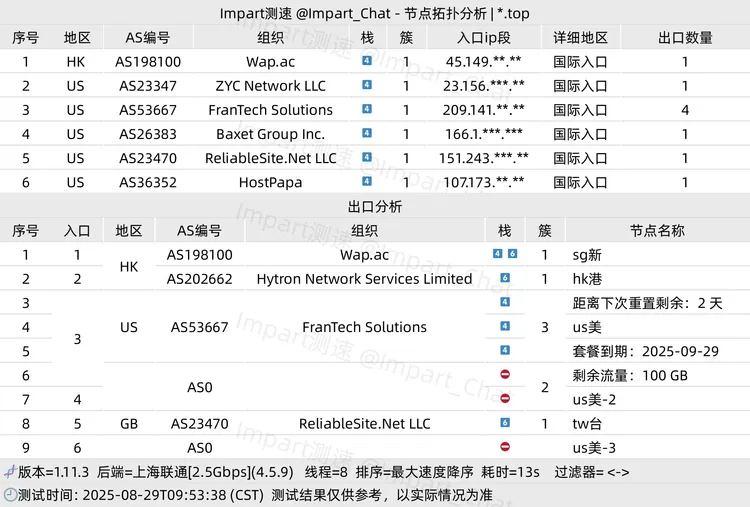 Impart测速 @Impart_Chat - 节点拓扑分析 | *.top
序号 地区 AS编号 组织 栈 簇 入口ip段 详细地区 出口数量
1 HK AS198100 Wap.ac 4 1 45.149.**.** 国际入口 1
2 US AS23347 ZYC Network LLC 4 1 23.156.***.** 国际入口 1
3 US AS53667 FranTech Solutions 4 1 209.141.**.** 国际入口 4
4 US AS26383 Baxet Group Inc. 4 1 166.1.***.*** 国际入口 1
5 US AS23470 ReliableSite.Net LLC 4 1 151.243.***.** 国际入口 1
6 US AS36352 HostPapa 4 1 107.173.**.** 国际入口 1
出口分析
序号 入口 地区 AS编号 组织 栈 簇 节点名称
1 1 HK AS198100 Wap.ac 4 6 1 sg新
2 2 AS202662 Hytron Network Services Limited 6 1 hk港
3 4 距离下次重置剩余：2 天
4 3 US AS53667 FranTech Solutions 4 3 us美
5 4 套餐到期：2025-09-29
6 AS0 2 剩余流量：100 GB
7 4 us美-2
8 5 GB AS23470 ReliableSite.Net LLC 6 1 tw台
9 6 AS0 us美-3
版本=1.11.3 后端=上海联通[2.5Gbps](4.5.9) 线程=8 排序=最大速度降序 耗时=13s 过滤器= <->
测试时间：2025-08-29T09:53:38 (CST) 测试结果仅供参考，以实际情况为准